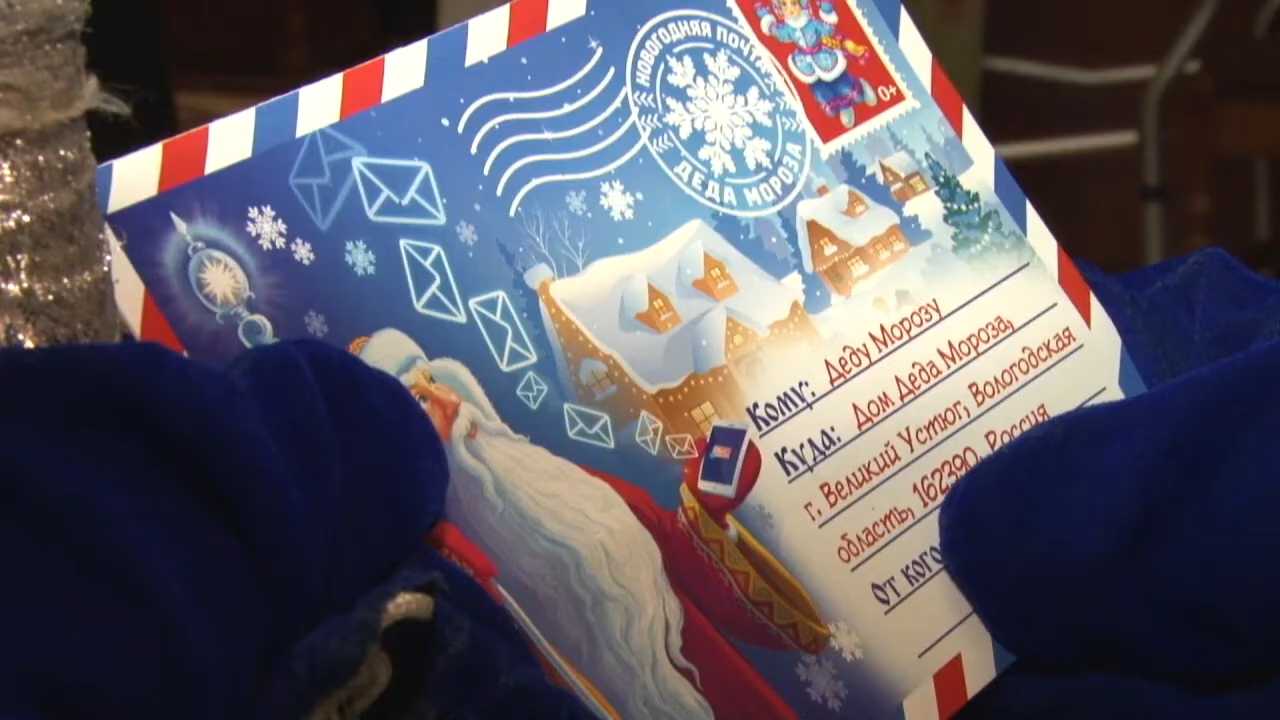 НОВОГОДНЯЯ ПОЧТА
ДЕДА МОРОЗА
0+
Кому: Деду Морозу
Куда: Дом Деда Мороза,
г. Великий Устюг, Вологодская
область, 162390, Россия
От кого